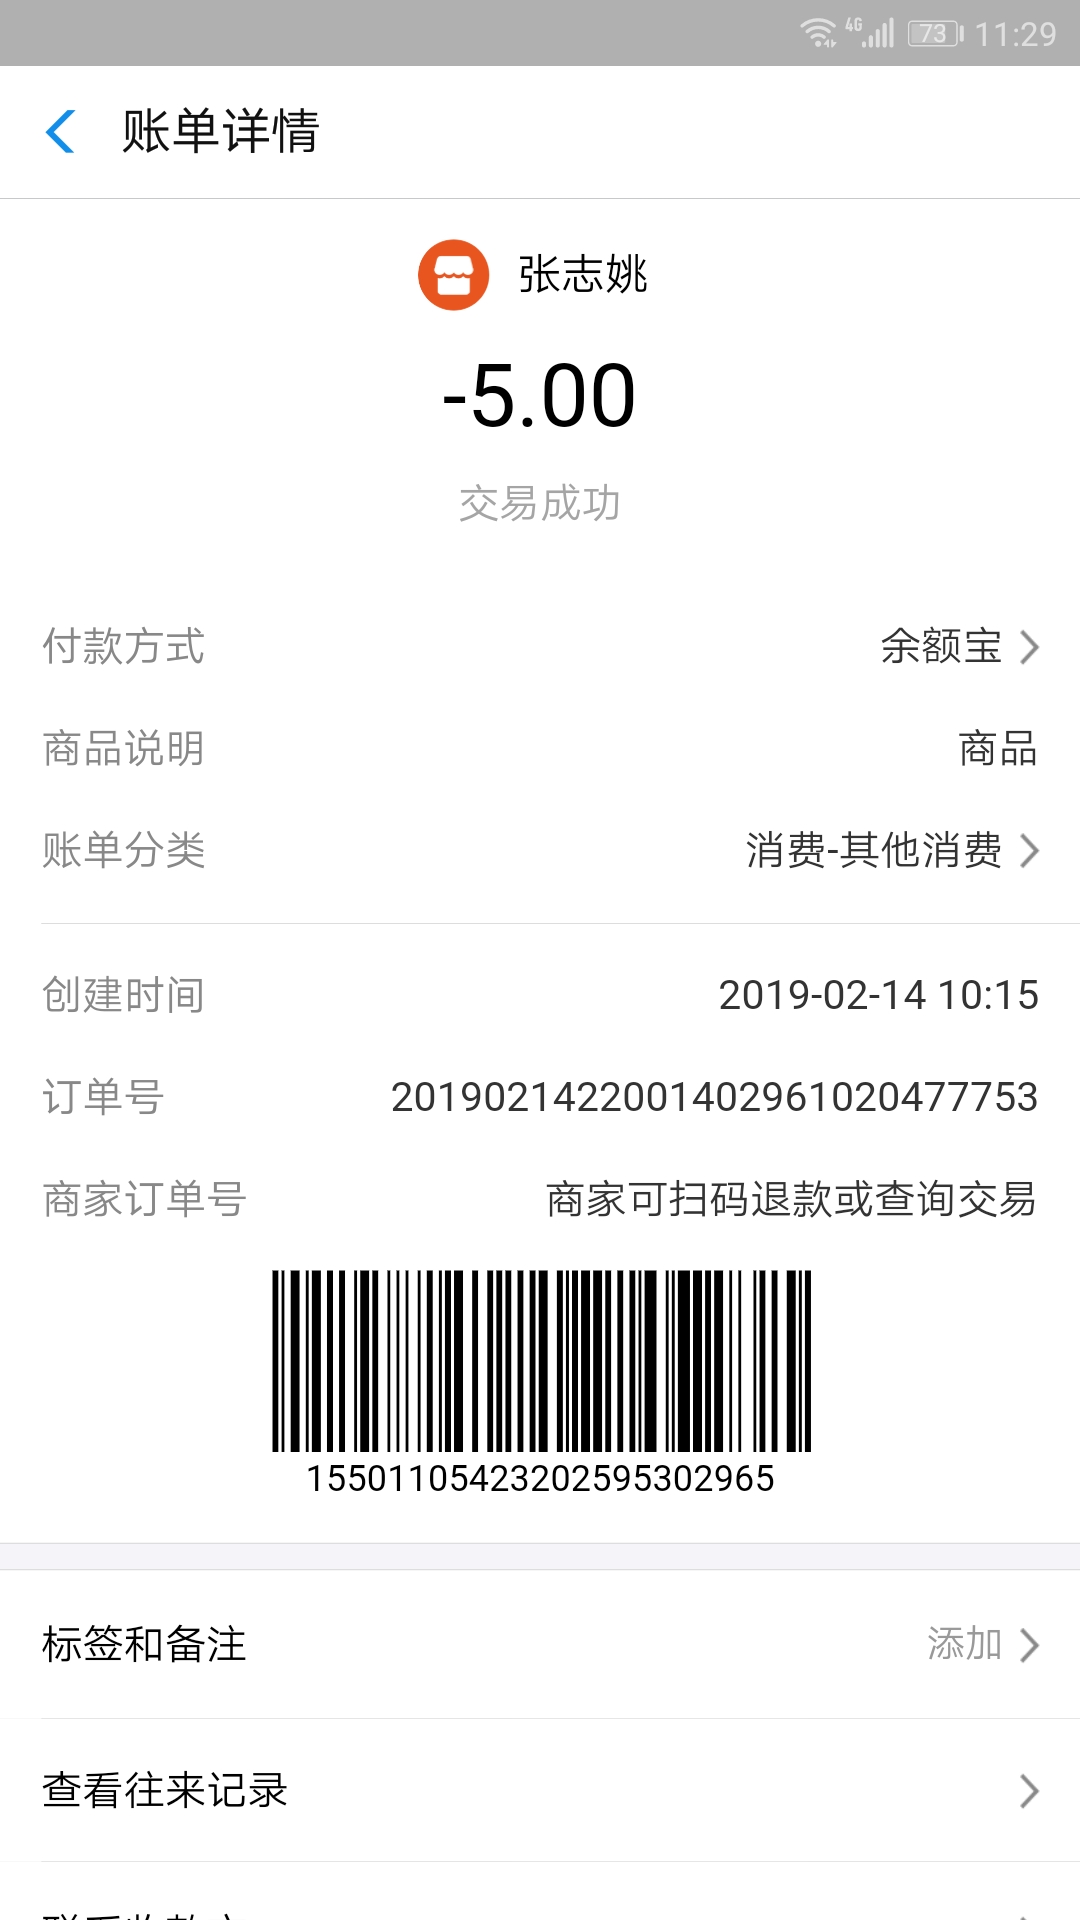 4G 73 11:29
账单详情
张志姚
-5.00
交易成功
付款方式 余额宝
商品说明 商品
账单分类 消费-其他消费
创建时间 2019-02-14 10:15
订单号 2019021422001402961020477753
商家订单号 商家可扫码退款或查询交易
15501105423202595302965
标签和备注 添加
查看往来记录